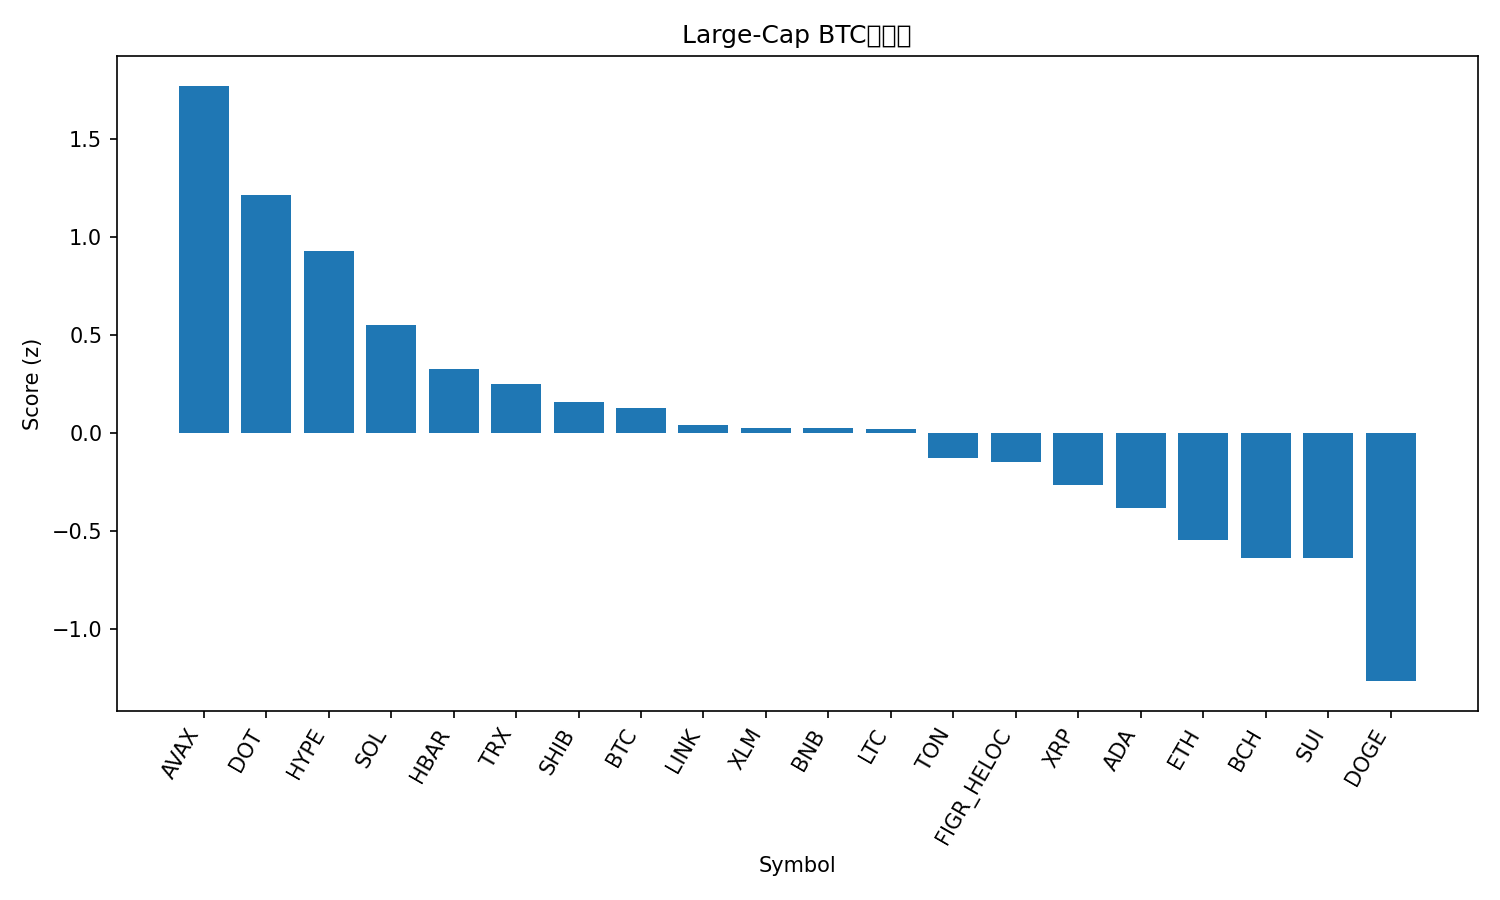 Large-Cap BTC
Score (z)
1.5
1.0
0.5
0.0
−0.5
−1.0
AVAX
DOT
HYPE
SOL
HBAR
TRX
SHIB
BTC
LINK
XLM
BNB
LTC
TON
FIGR_HELOC
XRP
ADA
ETH
BCH
SUI
DOGE
Symbol